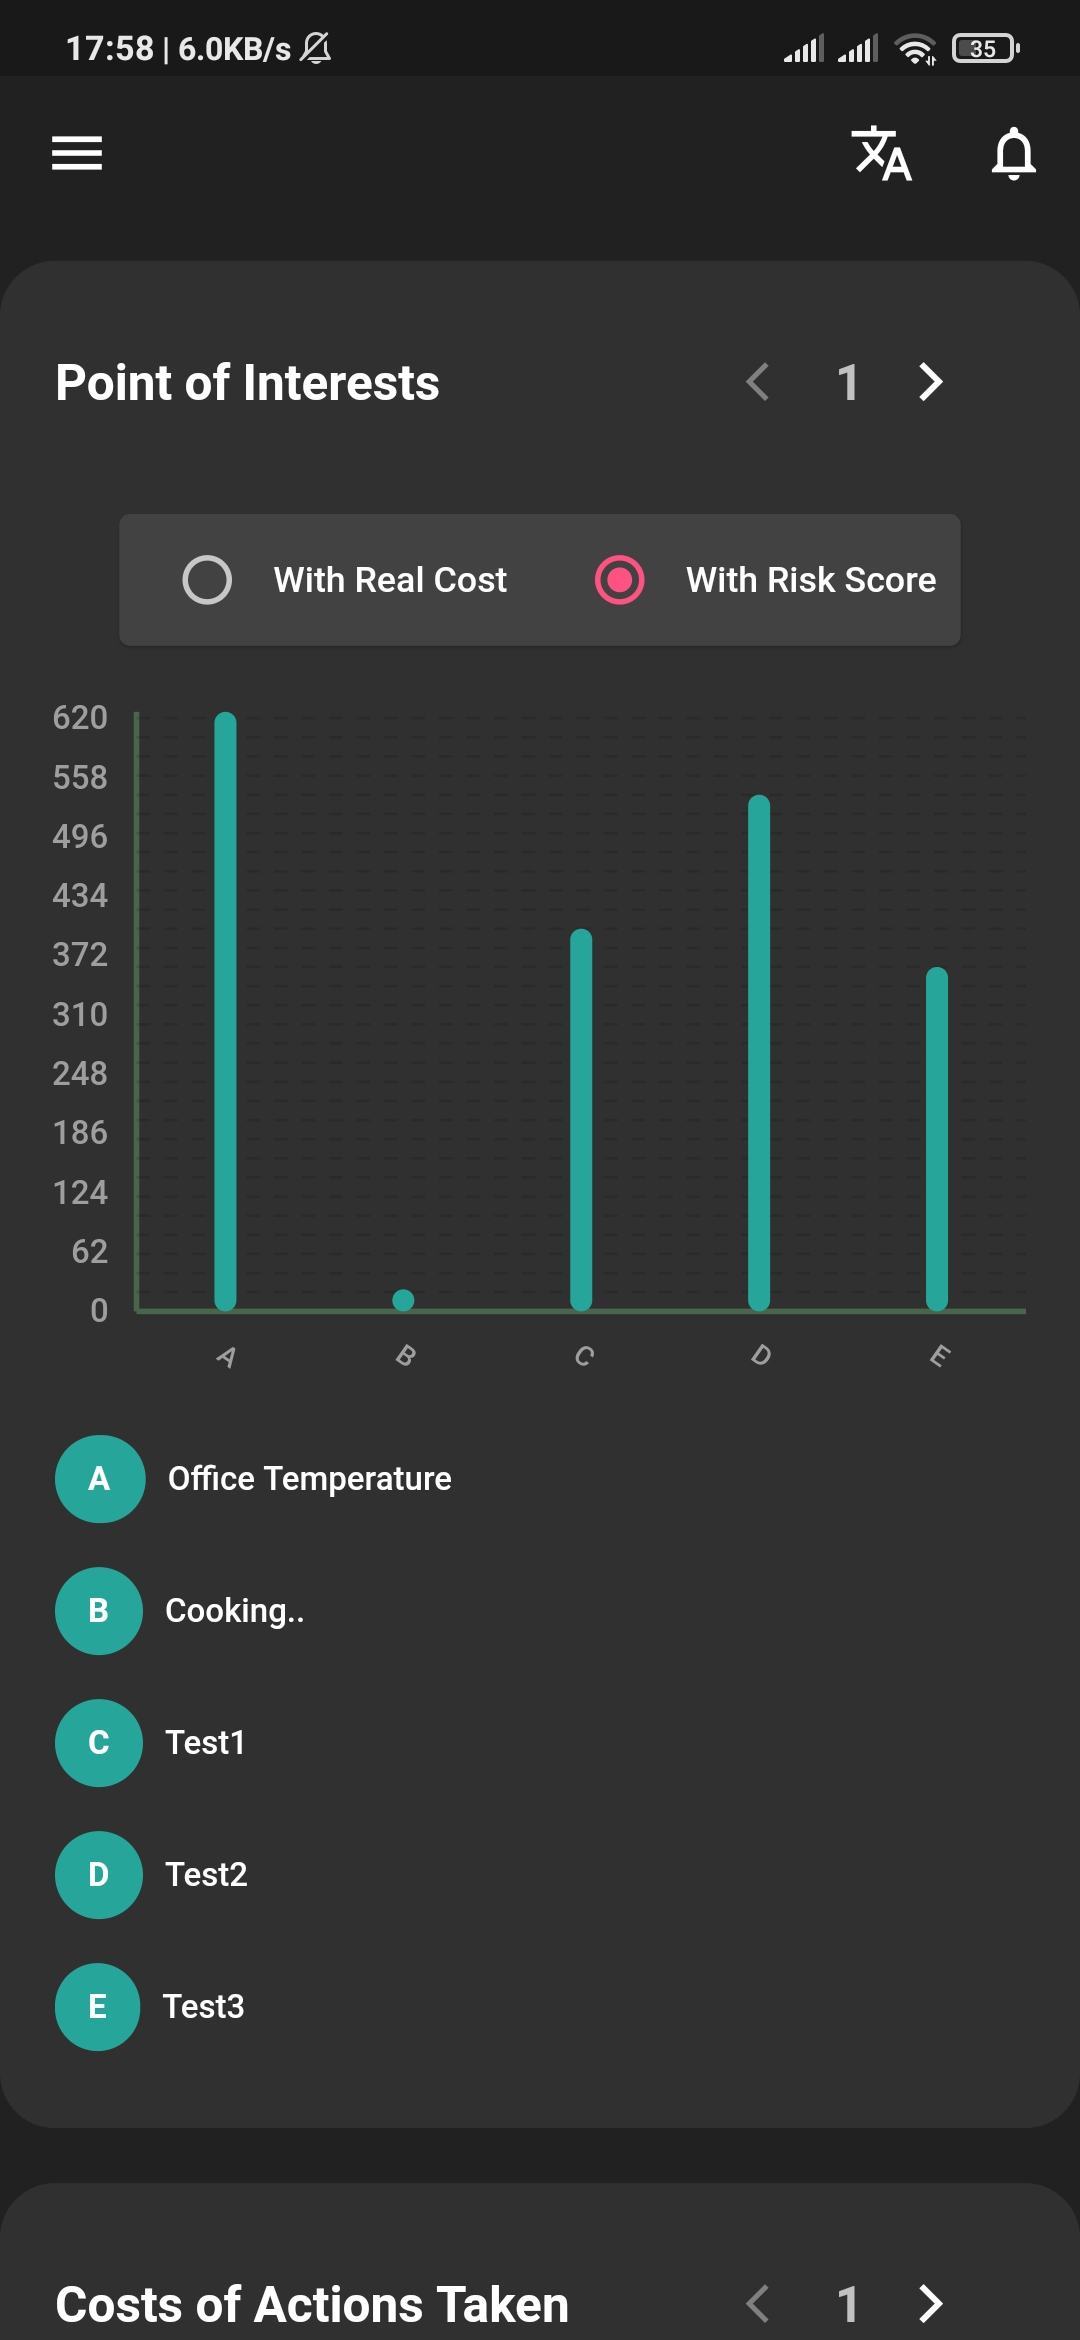 17:58 | 6.0KB/s 35
Point of Interests 1
With Real Cost With Risk Score
620
558
496
434
372
310
248
186
124
62
0
A B C D E
A Office Temperature
B Cooking..
C Test1
D Test2
E Test3
Costs of Actions Taken 1